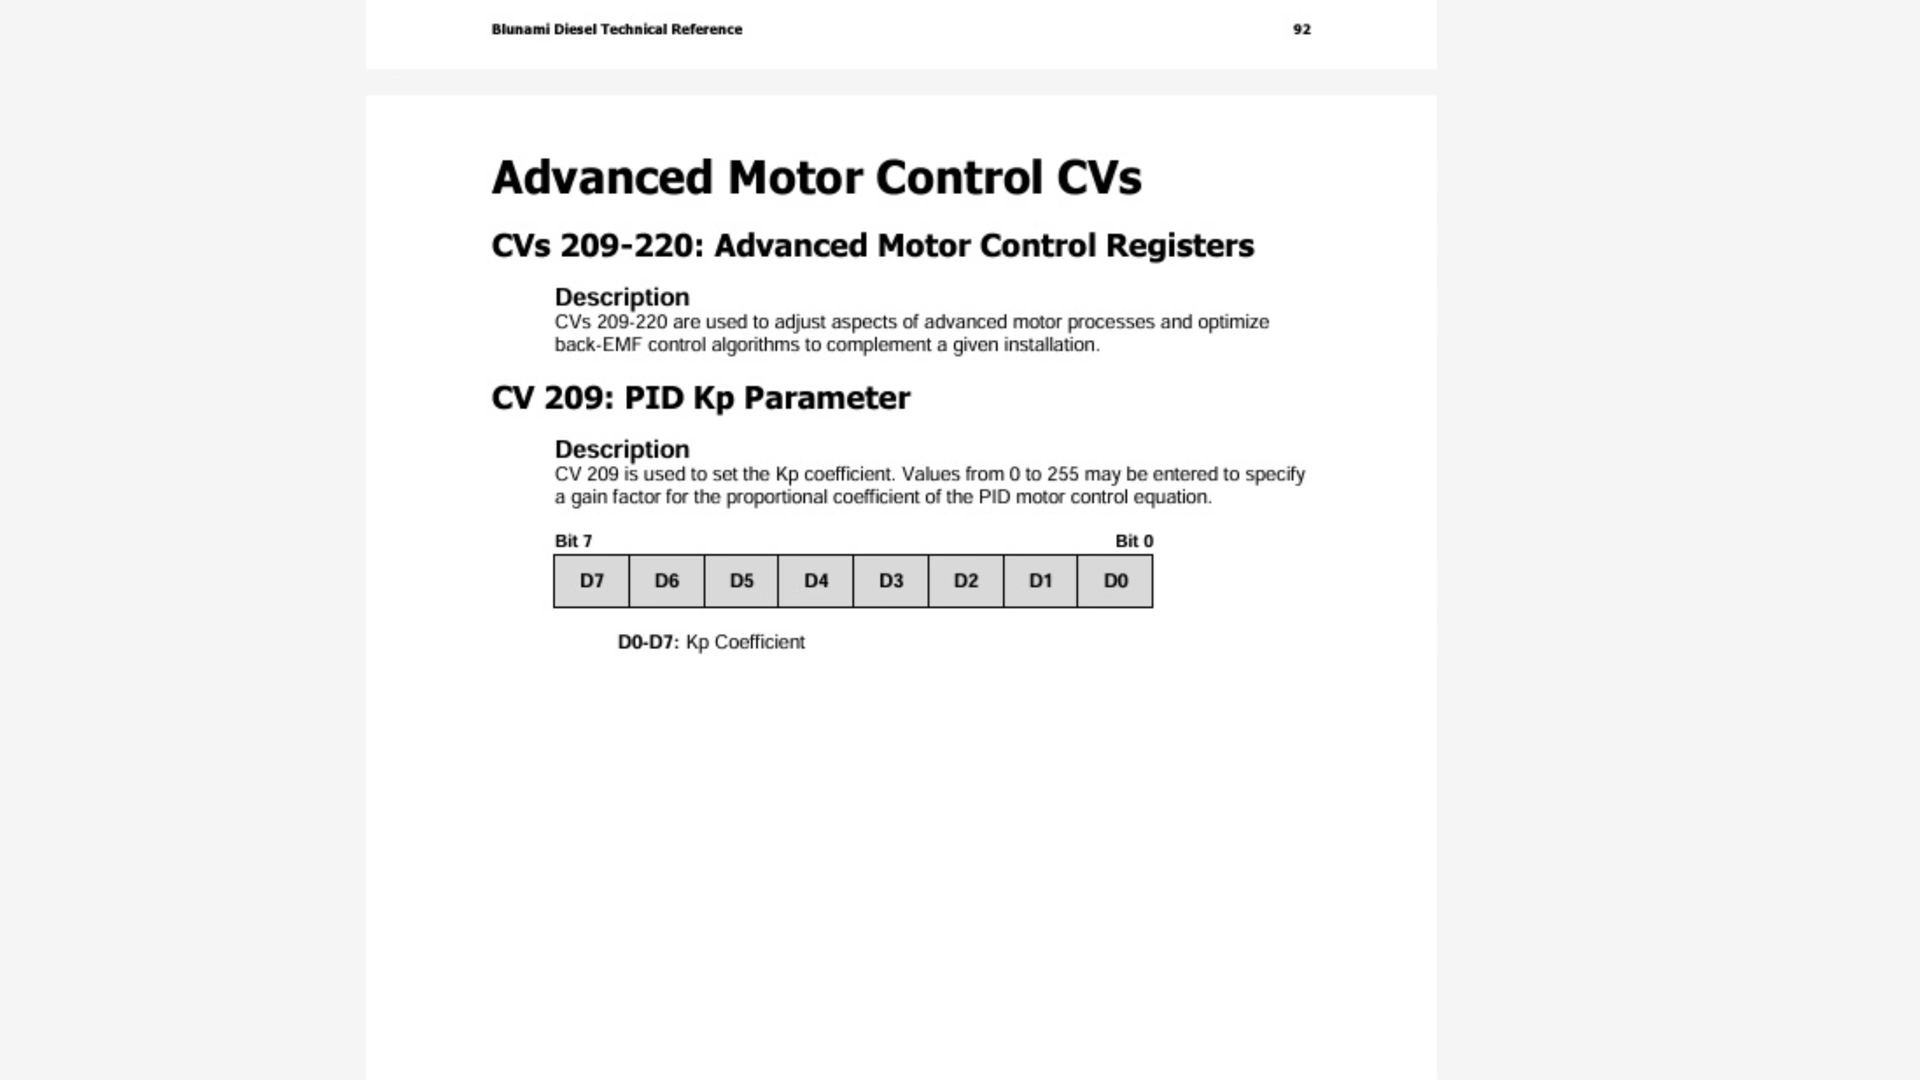 Blunami Diesel Technical Reference 92
Advanced Motor Control CVs
CVs 209-220: Advanced Motor Control Registers
Description
CVs 209-220 are used to adjust aspects of advanced motor processes and optimize
back-EMF control algorithms to complement a given installation.
CV 209: PID Kp Parameter
Description
CV 209 is used to set the Kp coefficient. Values from 0 to 255 may be entered to specify
a gain factor for the proportional coefficient of the PID motor control equation.
Bit 7 Bit 0
D7 D6 D5 D4 D3 D2 D1 D0
D0-D7: Kp Coefficient